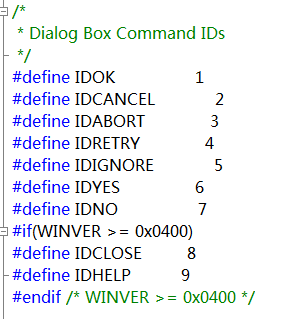 /*
 * Dialog Box Command IDs
 */
#define IDOK                1
#define IDCANCEL            2
#define IDABORT             3
#define IDRETRY             4
#define IDIGNORE            5
#define IDYES               6
#define IDNO                7
#if(WINVER >= 0x0400)
#define IDCLOSE         8
#define IDHELP          9
#endif /* WINVER >= 0x0400 */